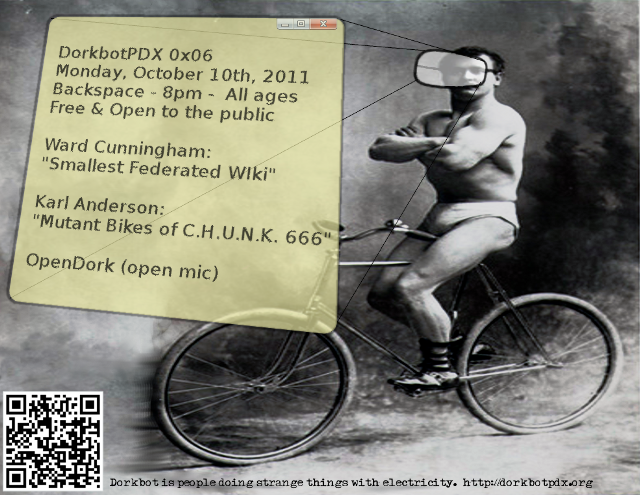 DorkbotPDX 0x06
Monday, October 10th, 2011
Backspace - 8pm - All ages
Free & Open to the public
Ward Cunningham:
"Smallest Federated WIki"
Karl Anderson:
"Mutant Bikes of C.H.U.N.K. 666"
OpenDork (open mic)
Dorkbot is people doing strange things with electricity. http://dorkbotpdx.org